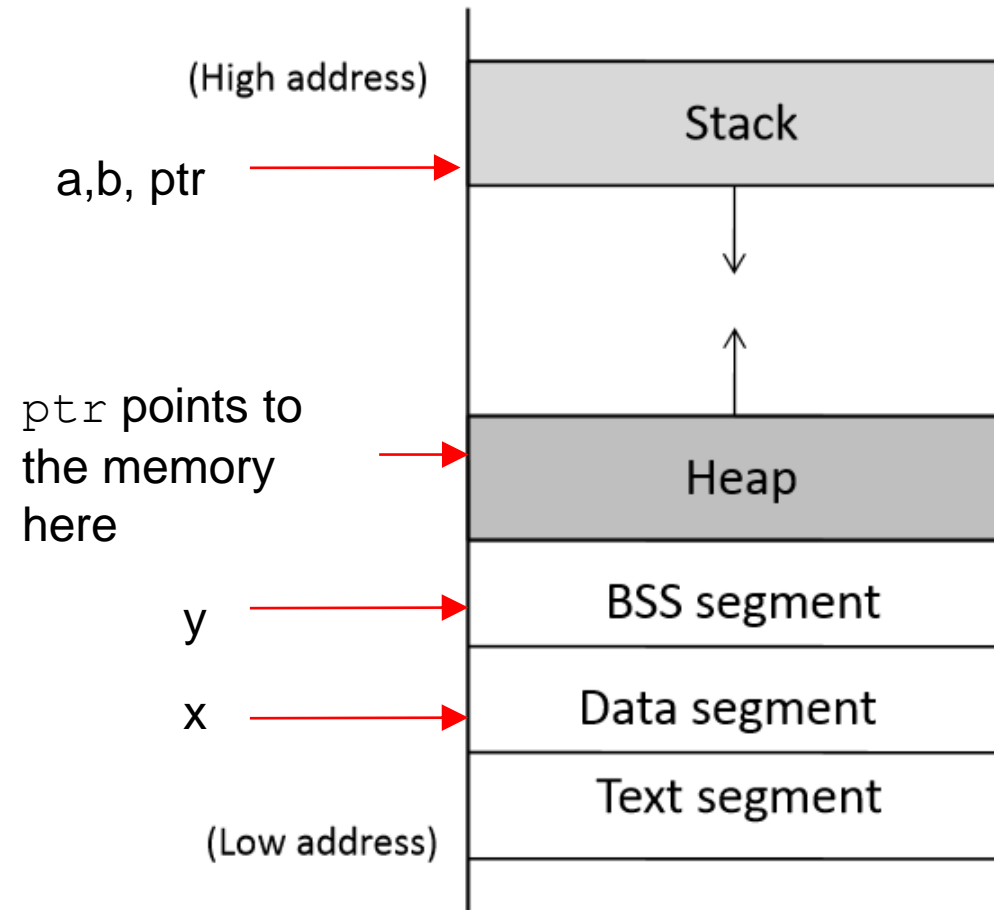 (High address)
Stack
a,b, ptr
ptr points to
the memory
here
Heap
y
BSS segment
x
Data segment
Text segment
(Low address)